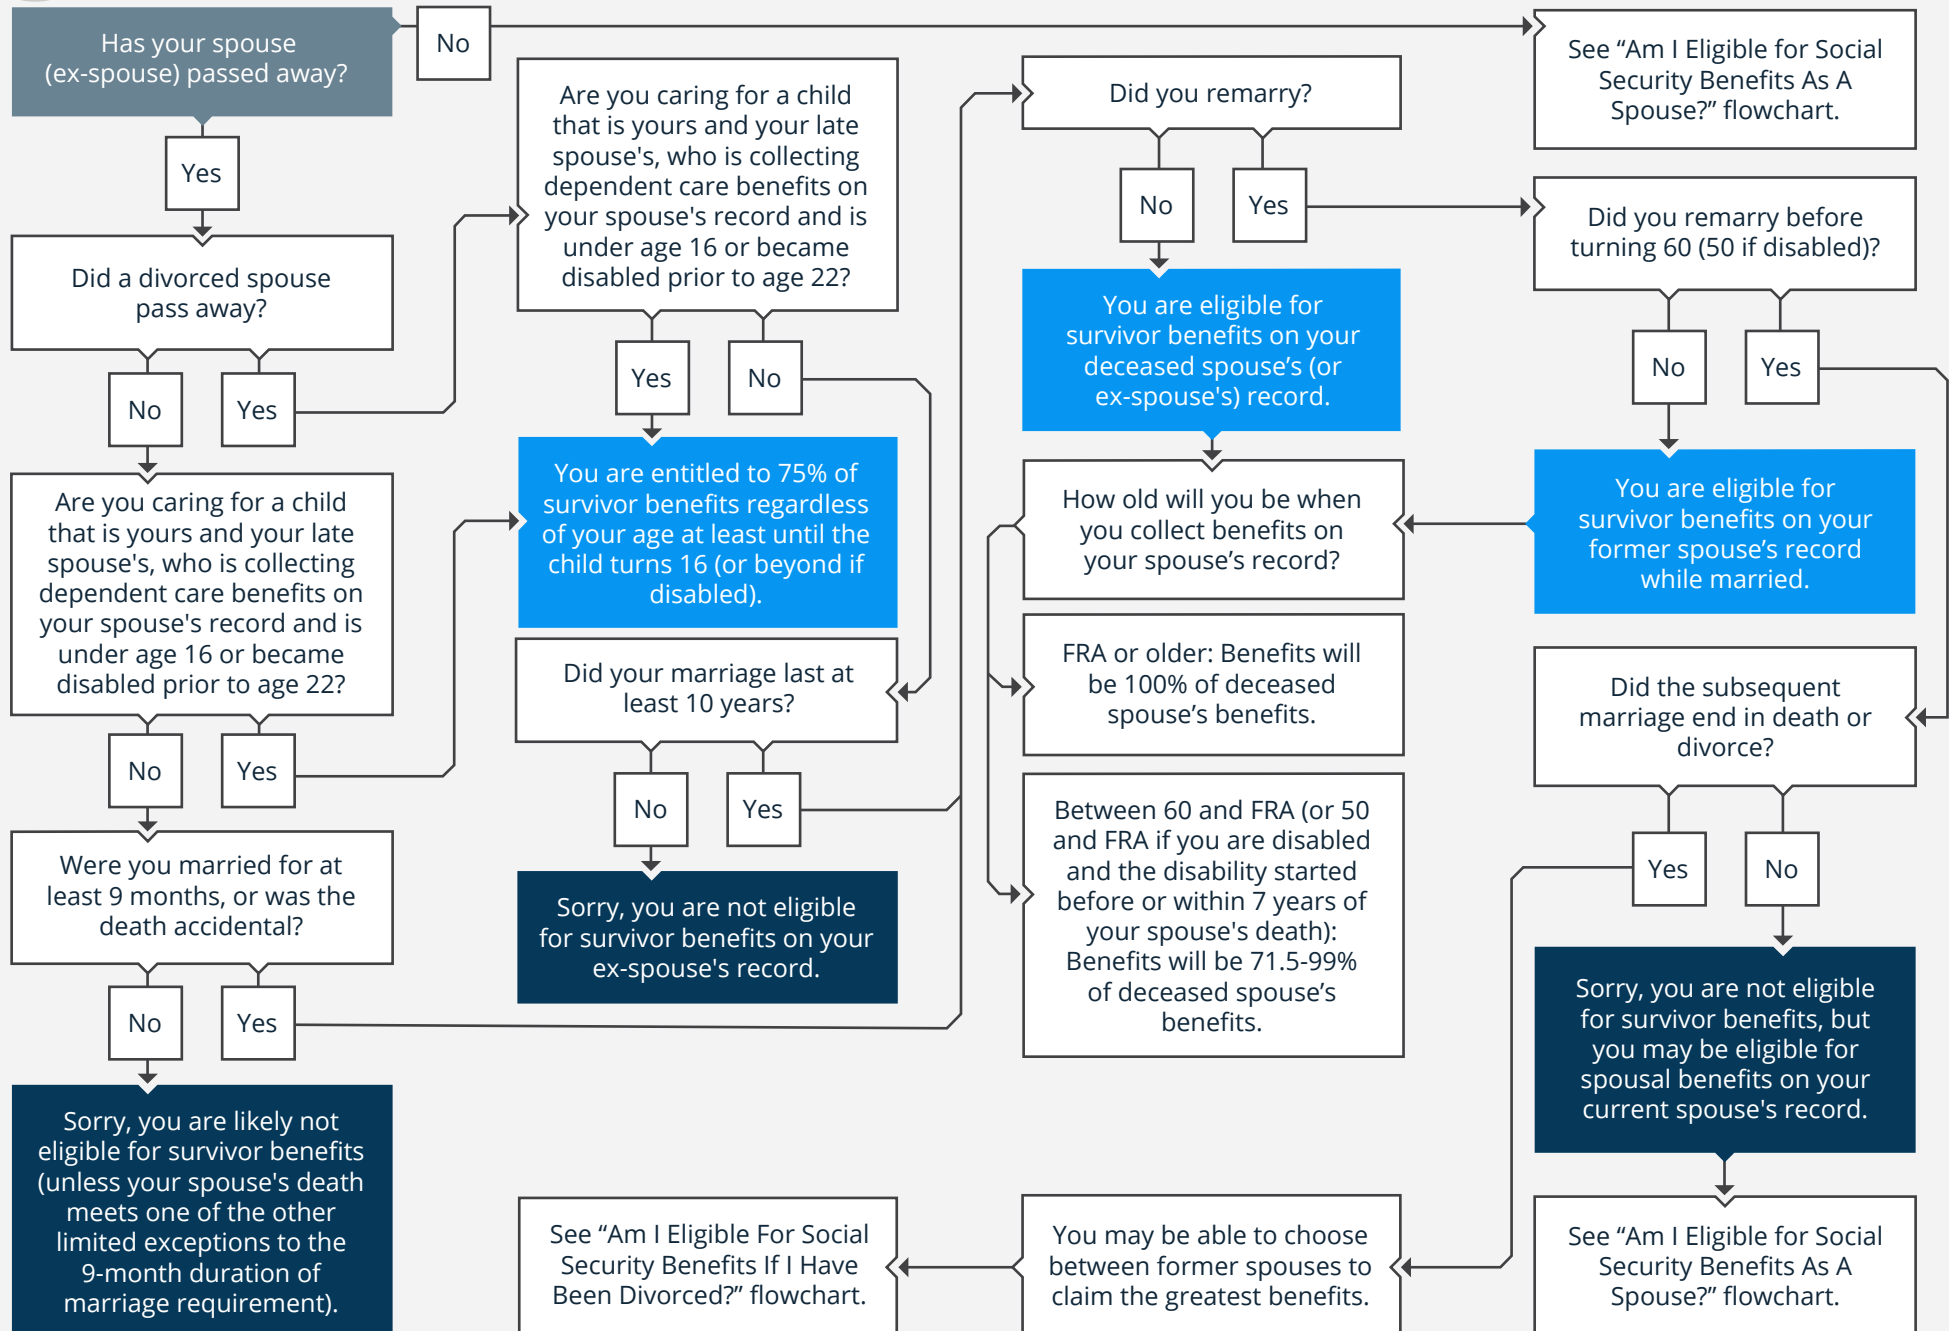 Has your spouse
(ex-spouse) passed away?
No
Yes
See “Am I Eligible for Social
Security Benefits As A
Spouse?” flowchart.
Did a divorced spouse
pass away?
No
Yes
Are you caring for a child
that is yours and your late
spouse's, who is collecting
dependent care benefits on
your spouse's record and is
under age 16 or became
disabled prior to age 22?
No
Yes
Were you married for at
least 9 months, or was the
death accidental?
No
Yes
Sorry, you are likely not
eligible for survivor benefits
(unless your spouse's death
meets one of the other
limited exceptions to the
9-month duration of
marriage requirement).
Are you caring for a child
that is yours and your late
spouse's, who is collecting
dependent care benefits on
your spouse's record and is
under age 16 or became
disabled prior to age 22?
Yes
No
You are entitled to 75% of
survivor benefits regardless
of your age at least until the
child turns 16 (or beyond if
disabled).
Did your marriage last at
least 10 years?
No
Yes
Sorry, you are not eligible
for survivor benefits on your
ex-spouse's record.
Did you remarry?
No
Yes
You are eligible for
survivor benefits on your
deceased spouse’s (or
ex-spouse's) record.
How old will you be when
you collect benefits on
your spouse’s record?
FRA or older: Benefits will
be 100% of deceased
spouse’s benefits.
Between 60 and FRA (or 50
and FRA if you are disabled
and the disability started
before or within 7 years of
your spouse's death):
Benefits will be 71.5-99%
of deceased spouse’s
benefits.
Did you remarry before
turning 60 (50 if disabled)?
No
Yes
You are eligible for
survivor benefits on your
former spouse’s record
while married.
Did the subsequent
marriage end in death or
divorce?
Yes
No
Sorry, you are not eligible
for survivor benefits, but
you may be eligible for
spousal benefits on your
current spouse's record.
See “Am I Eligible for Social
Security Benefits As A
Spouse?” flowchart.
You may be able to choose
between former spouses to
claim the greatest benefits.
See “Am I Eligible For Social
Security Benefits If I Have
Been Divorced?” flowchart.